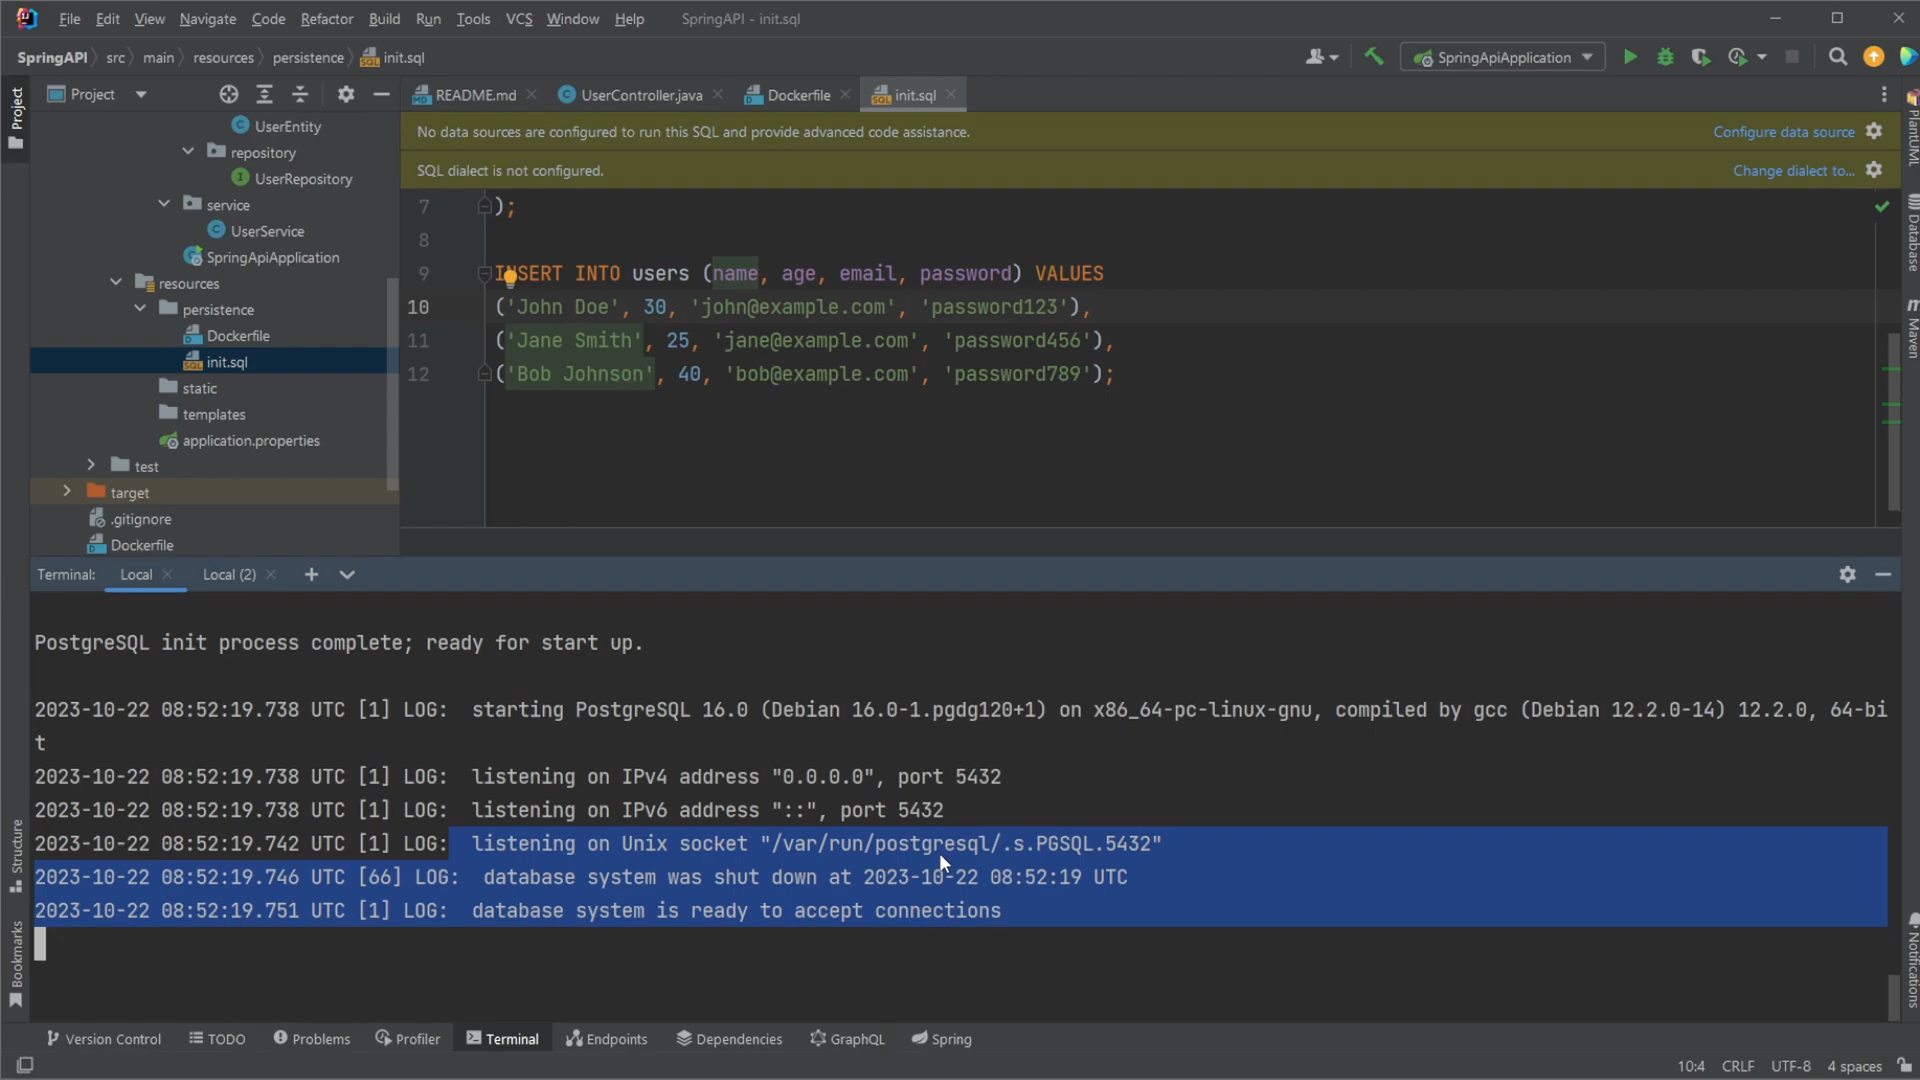 File Edit View Navigate Code Refactor Build Run Tools VCS Window Help SpringAPI - init.sql
SpringAPI src main resources persistence init.sql SpringApiApplication
Project README.md UserController.java Dockerfile init.sql
Project
UserEntity
repository
UserRepository
service
UserService
SpringApiApplication
resources
persistence
Dockerfile
init.sql
static
templates
application.properties
test
target
.gitignore
Dockerfile
No data sources are configured to run this SQL and provide advanced code assistance. Configure data source
SQL dialect is not configured. Change dialect to...
7 );
8
9 INSERT INTO users (name, age, email, password) VALUES
10 ('John Doe', 30, 'john@example.com', 'password123'),
11 ('Jane Smith', 25, 'jane@example.com', 'password456'),
12 ('Bob Johnson', 40, 'bob@example.com', 'password789');
PlantUML
Database
Maven
Notifications
Terminal: Local Local (2)
PostgreSQL init process complete; ready for start up.
2023-10-22 08:52:19.738 UTC [1] LOG:  starting PostgreSQL 16.0 (Debian 16.0-1.pgdg120+1) on x86_64-pc-linux-gnu, compiled by gcc (Debian 12.2.0-14) 12.2.0, 64-bi
t
2023-10-22 08:52:19.738 UTC [1] LOG:  listening on IPv4 address "0.0.0.0", port 5432
2023-10-22 08:52:19.738 UTC [1] LOG:  listening on IPv6 address "::", port 5432
2023-10-22 08:52:19.742 UTC [1] LOG:  listening on Unix socket "/var/run/postgresql/.s.PGSQL.5432"
2023-10-22 08:52:19.746 UTC [66] LOG:  database system was shut down at 2023-10-22 08:52:19 UTC
2023-10-22 08:52:19.751 UTC [1] LOG:  database system is ready to accept connections
Structure
Bookmarks
Version Control TODO Problems Profiler Terminal Endpoints Dependencies GraphQL Spring
10:4 CRLF UTF-8 4 spaces